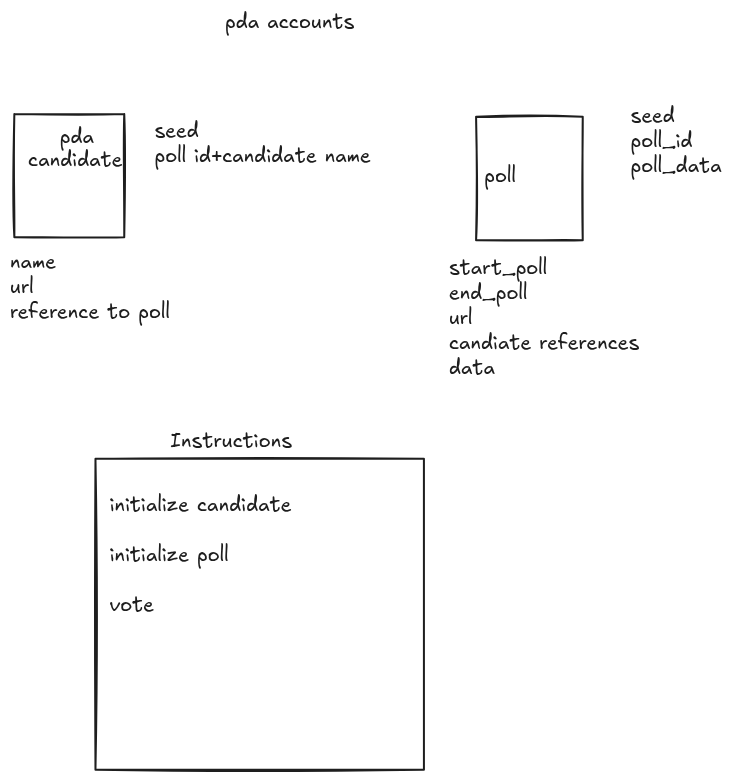 pda accounts
pda
candidate
seed
poll id+candidate name
name
url
reference to poll
poll
seed
poll_id
poll_data
start_poll
end_poll
url
candiate references
data
Instructions
initialize candidate
initialize poll
vote